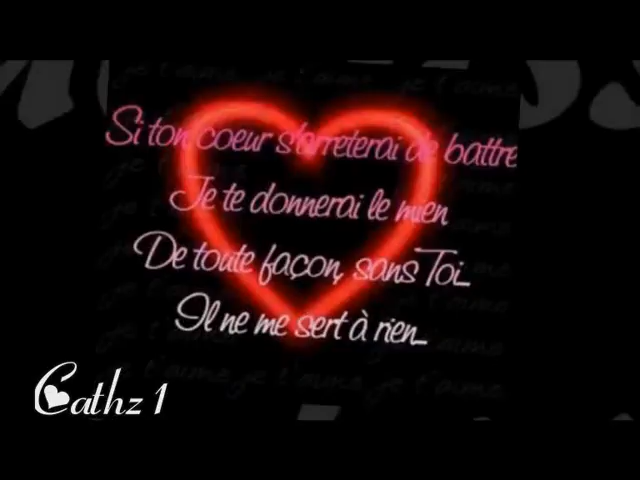 Si ton coeur s'arreterai de battre
Je te donnerai le mien
De toute façon, sans Toi...
Il ne me sert à rien...
Cathz 1